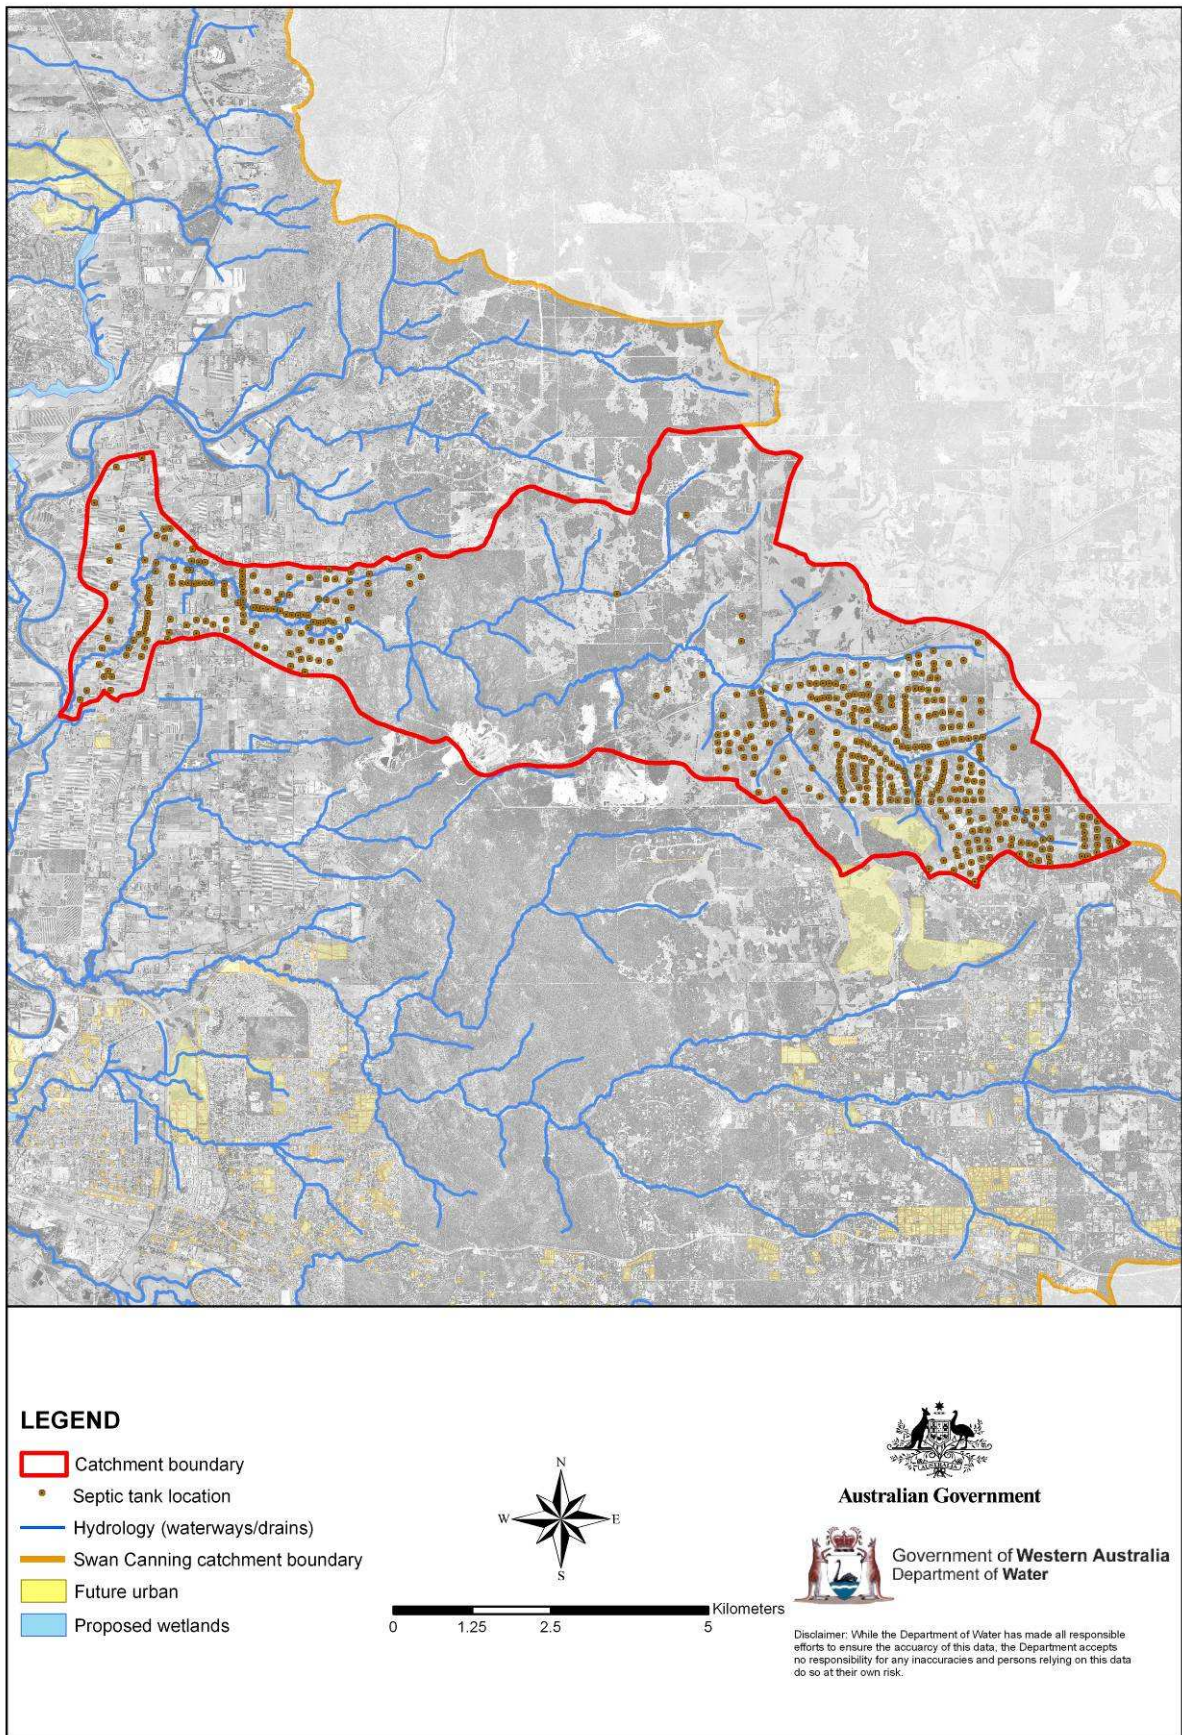 LEGEND
Catchment boundary
Septic tank location
Hydrology (waterways/drains)
Swan Canning catchment boundary
Future urban
Proposed wetlands
N
W
E
S
Kilometers
0
1.25
2.5
5
AUSTRALIA
Australian Government
Government of Western Australia
Department of Water
Disclaimer: While the Department of Water has made all responsible
efforts to ensure the accuarcy of this data, the Department accepts
no responsibility for any inaccuracies and persons relying on this data
do so at their own risk.